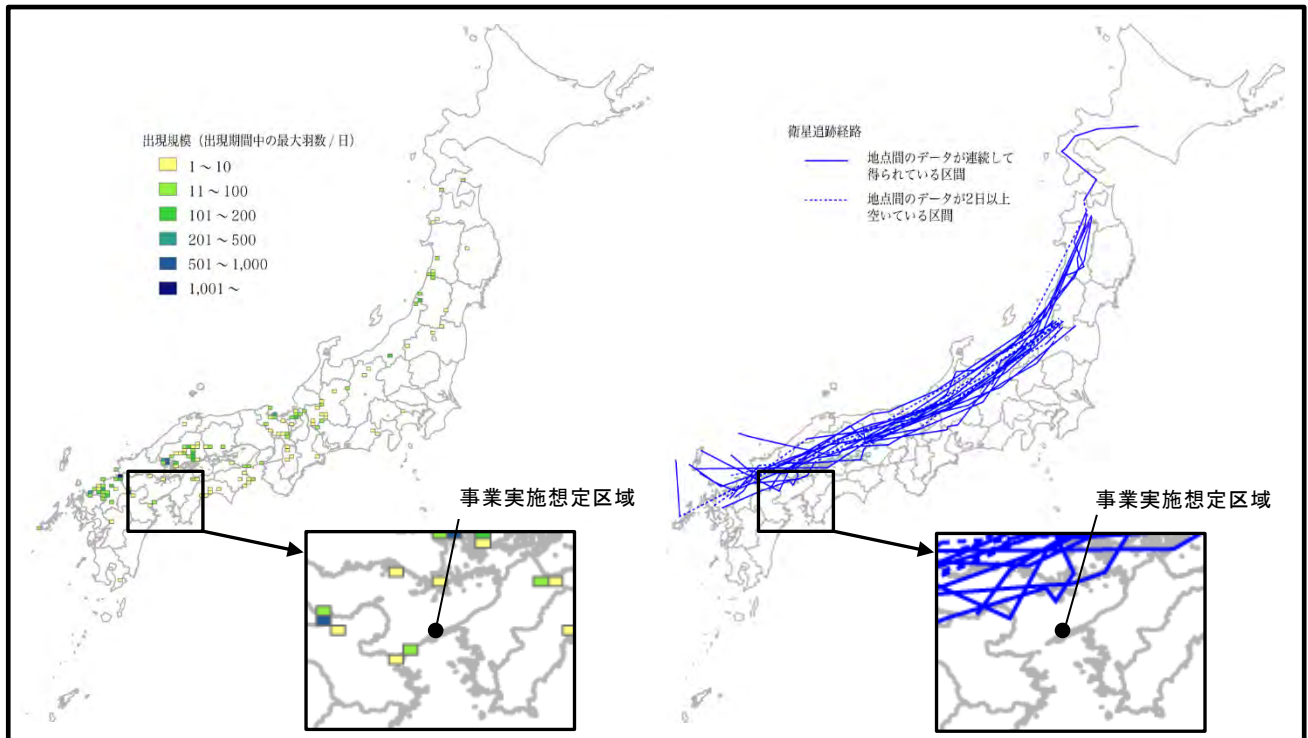 出現規模（出現期間中の最大羽数 / 日）
1～10
11～100
101～200
201～500
501～1,000
1,001～
事業実施想定区域
衛星追跡経路
地点間のデータが連続して
得られている区間
地点間のデータが2日以上
空いている区間
事業実施想定区域